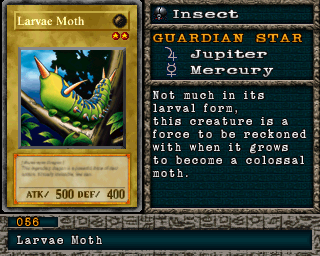 Larvae Moth
ATK/ 500 DEF/ 400
Insect
GUARDIAN STAR
Jupiter
Mercury
Not much in its
larval form,
this creature is a
force to be reckoned
with when it grows
to become a colossal
moth.
056
Larvae Moth